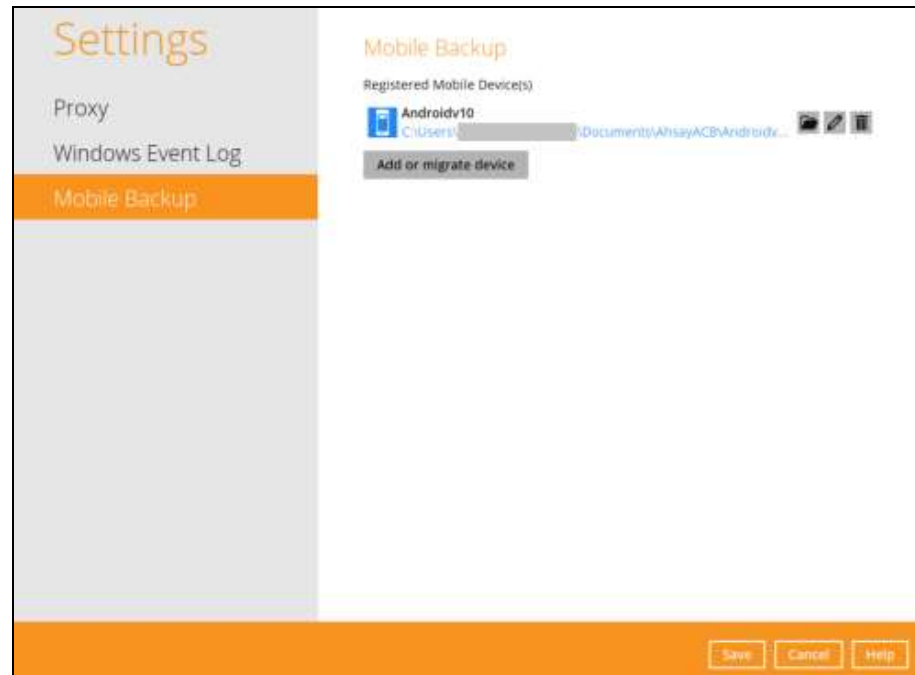 Settings
Proxy
Windows Event Log
Mobile Backup
Mobile Backup
Registered Mobile Device(s)
Androidv10
C:\Users\ \Documents\AhsayACB\Androidv...
Add or migrate device
Save Cancel Help